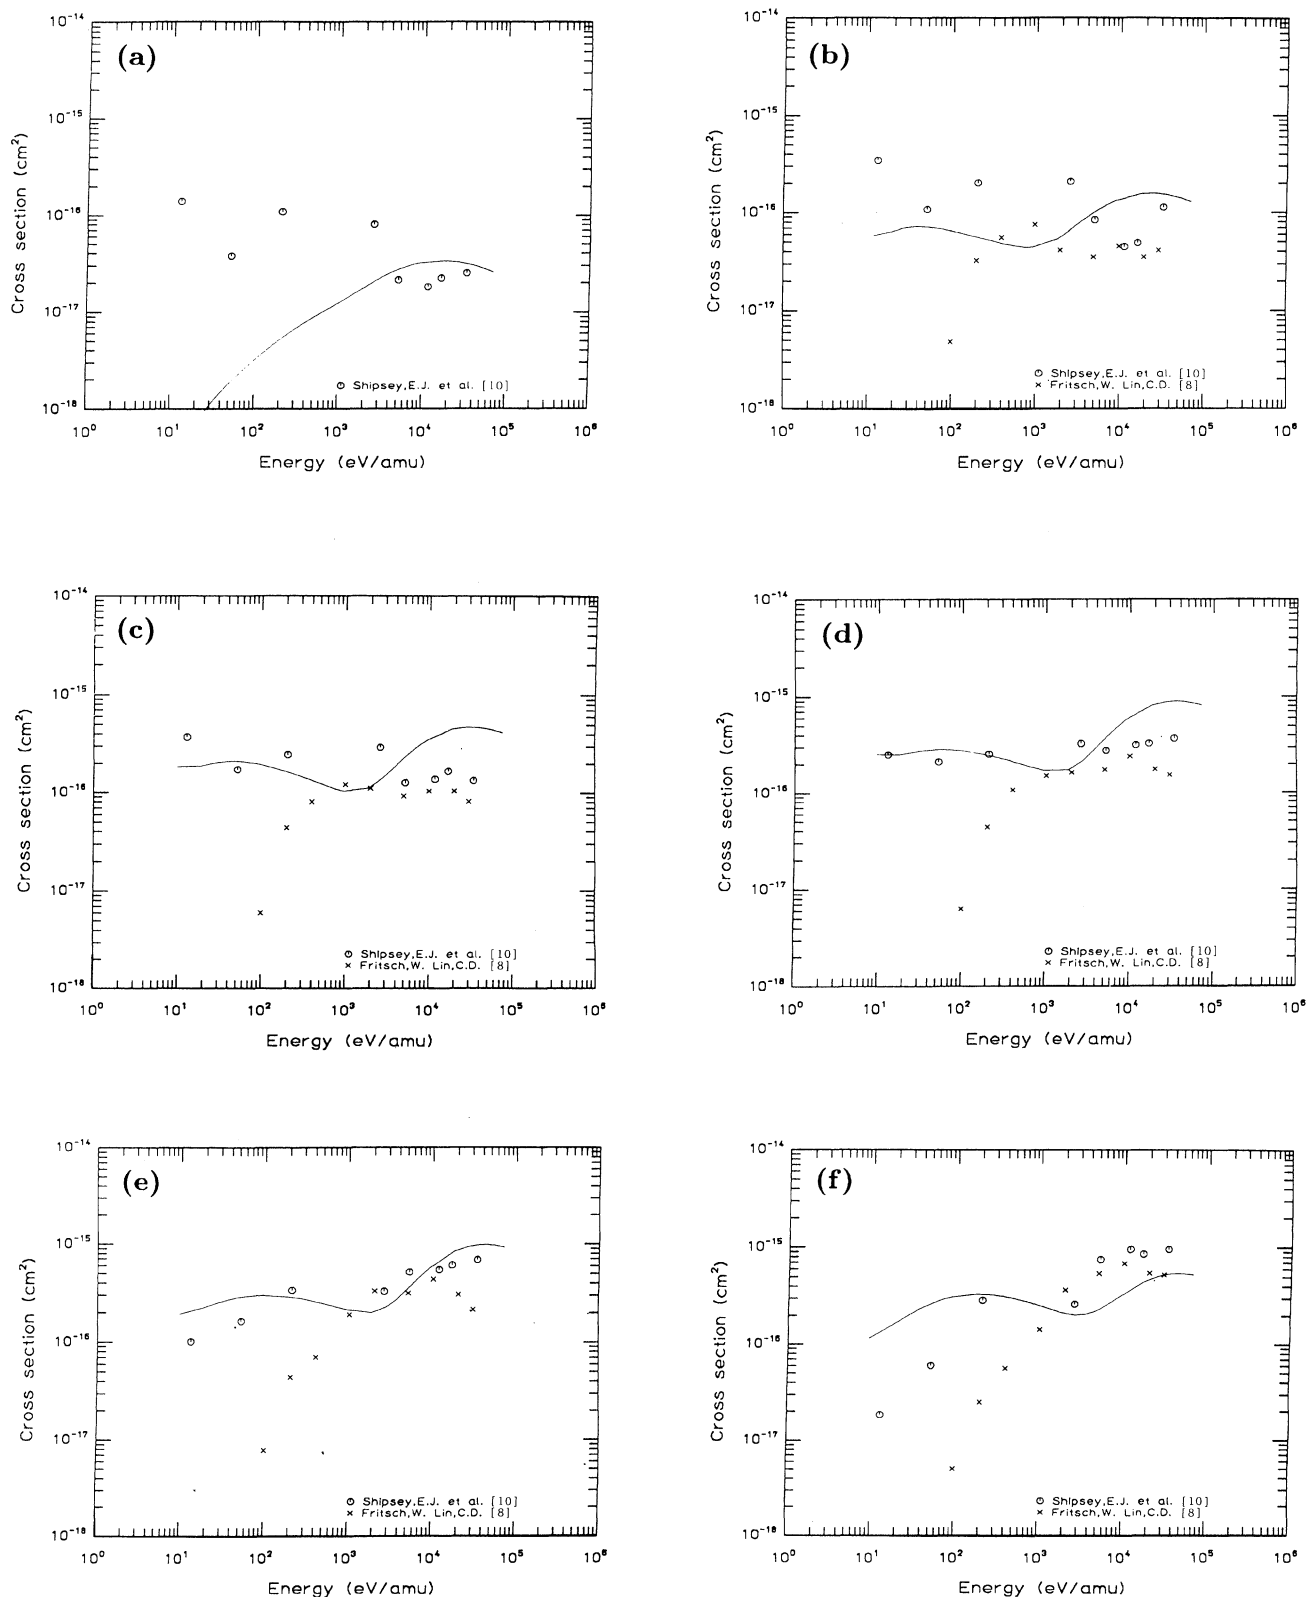 (a)
10⁻¹⁴
10⁻¹⁵
10⁻¹⁶
10⁻¹⁷
10⁻¹⁸
Cross section (cm²)
Shipsey,E.J. et al. [10]
10⁰ 10¹ 10² 10³ 10⁴ 10⁵ 10⁶
Energy (eV/amu)
(b)
10⁻¹⁴
10⁻¹⁵
10⁻¹⁶
10⁻¹⁷
10⁻¹⁸
Cross section (cm²)
Shipsey,E.J. et al. [10]
Fritsch,W. Lin,C.D. [8]
10⁰ 10¹ 10² 10³ 10⁴ 10⁵ 10⁶
Energy (eV/amu)
(c)
10⁻¹⁴
10⁻¹⁵
10⁻¹⁶
10⁻¹⁷
10⁻¹⁸
Cross section (cm²)
Shipsey,E.J. et al. [10]
Fritsch,W. Lin,C.D. [8]
10⁰ 10¹ 10² 10³ 10⁴ 10⁵ 10⁶
Energy (eV/amu)
(d)
10⁻¹⁴
10⁻¹⁵
10⁻¹⁶
10⁻¹⁷
10⁻¹⁸
Cross section (cm²)
Shipsey,E.J. et al. [10]
Fritsch,W. Lin,C.D. [8]
10⁰ 10¹ 10² 10³ 10⁴ 10⁵ 10⁶
Energy (eV/amu)
(e)
10⁻¹⁴
10⁻¹⁵
10⁻¹⁶
10⁻¹⁷
10⁻¹⁸
Cross section (cm²)
Shipsey,E.J. et al. [10]
Fritsch,W. Lin,C.D. [8]
10⁰ 10¹ 10² 10³ 10⁴ 10⁵ 10⁶
Energy (eV/amu)
(f)
10⁻¹⁴
10⁻¹⁵
10⁻¹⁶
10⁻¹⁷
10⁻¹⁸
Cross section (cm²)
Shipsey,E.J. et al. [10]
Fritsch,W. Lin,C.D. [8]
10⁰ 10¹ 10² 10³ 10⁴ 10⁵ 10⁶
Energy (eV/amu)